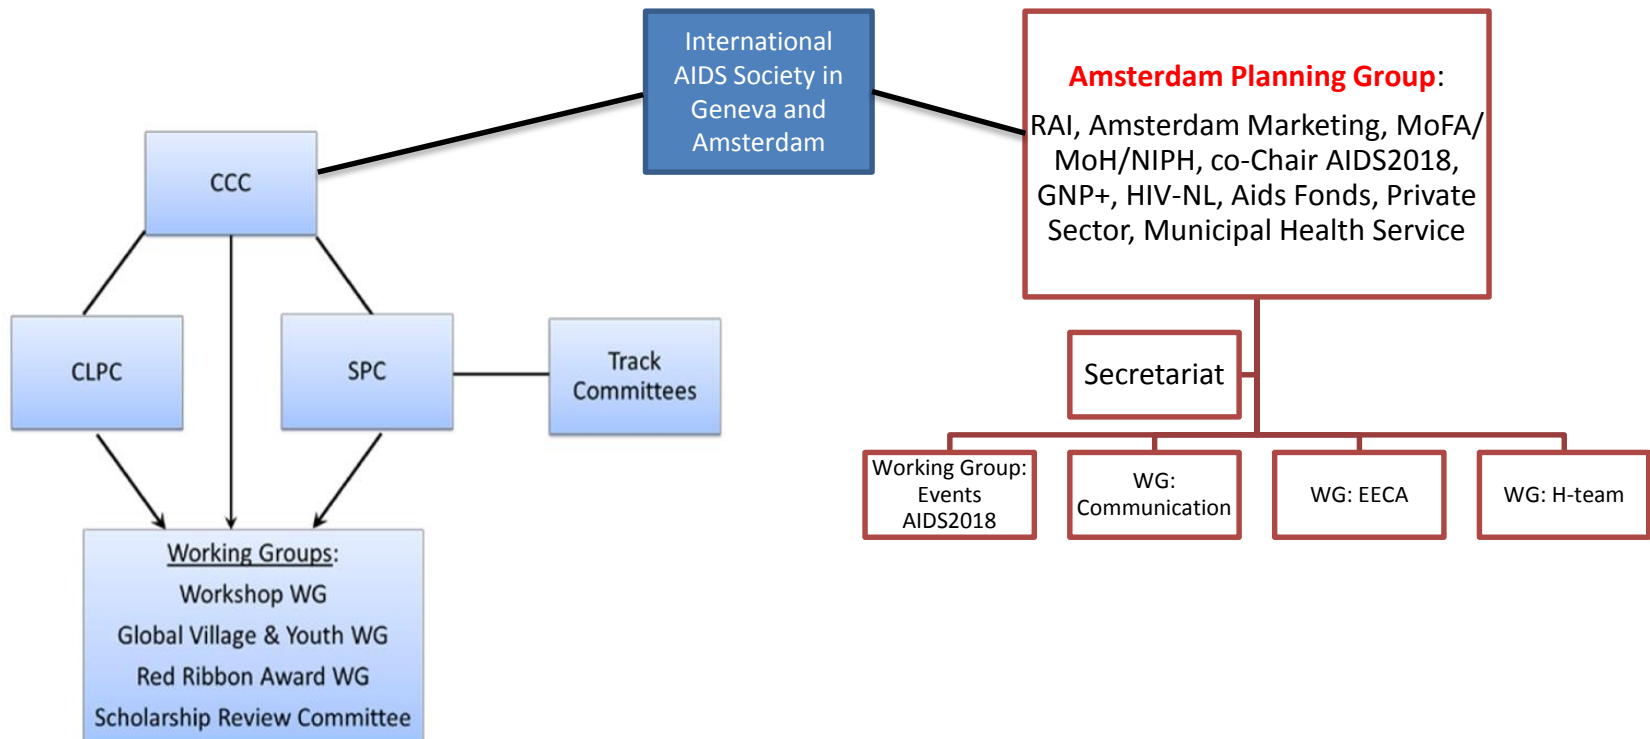 International
AIDS Society in
Geneva and
Amsterdam
Amsterdam Planning Group:
RAI, Amsterdam Marketing, MoFA/
MoH/NIPH, co-Chair AIDS2018,
GNP+, HIV-NL, Aids Fonds, Private
Sector, Municipal Health Service
CCC
CLPC
SPC
Track
Committees
Secretariat
Working Group:
Events
AIDS2018
WG:
Communication
WG: EECA
WG: H-team
Working Groups:
Workshop WG
Global Village & Youth WG
Red Ribbon Award WG
Scholarship Review Committee